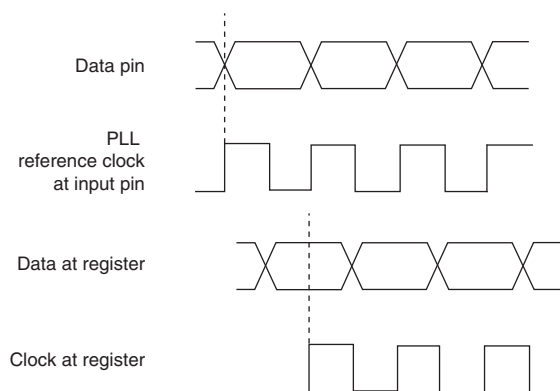 Data pin
PLL
reference clock
at input pin
Data at register
Clock at register